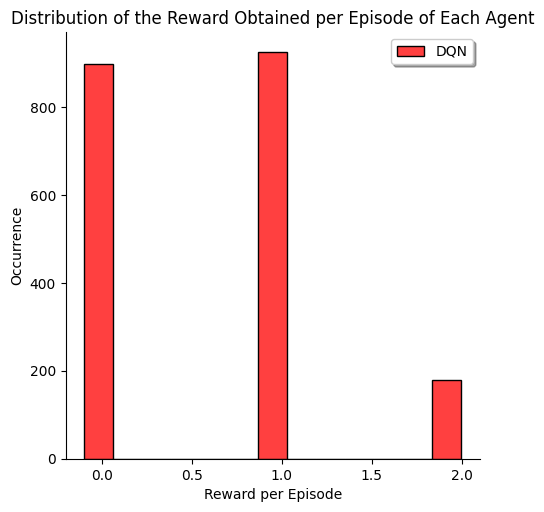 Distribution of the Reward Obtained per Episode of Each Agent
DQN
800
600
400
200
0
Occurrence
0.0 0.5 1.0 1.5 2.0
Reward per Episode